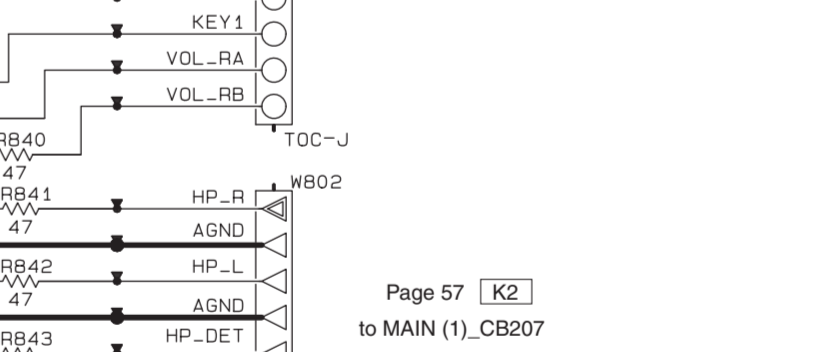 KEY1
VOL_RA
VOL_RB
R840
TOC-J
47
W802
R841
HP_R
47
AGND
R842
HP_L
47
Page 57 K2
AGND
to MAIN (1)_CB207
R843
HP_DET